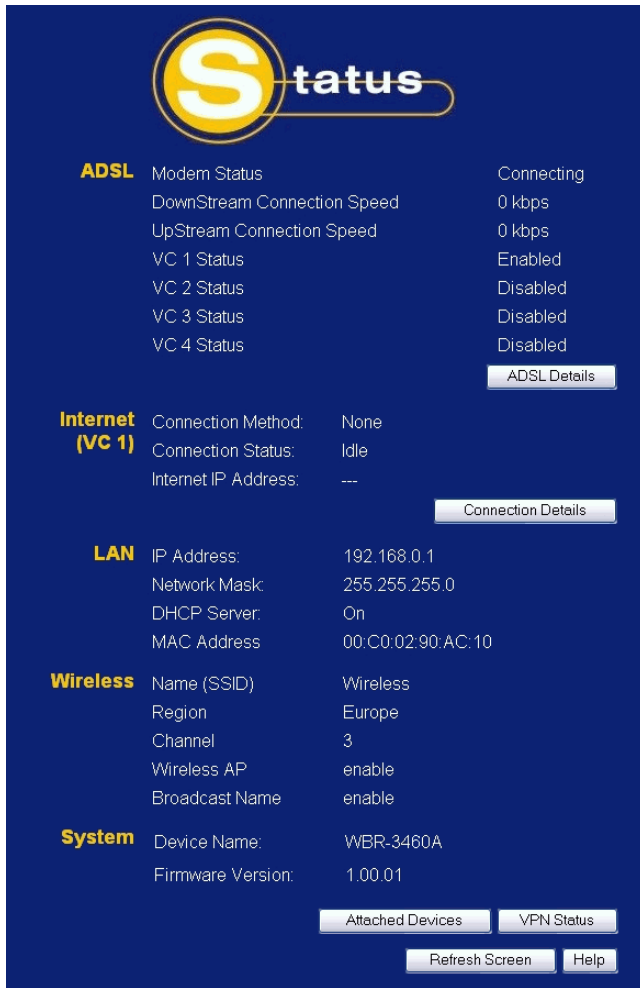 Status
ADSL Modem Status Connecting
DownStream Connection Speed 0 kbps
UpStream Connection Speed 0 kbps
VC 1 Status Enabled
VC 2 Status Disabled
VC 3 Status Disabled
VC 4 Status Disabled
ADSL Details
Internet (VC 1) Connection Method: None
Connection Status: Idle
Internet IP Address: ---
Connection Details
LAN IP Address: 192.168.0.1
Network Mask: 255.255.255.0
DHCP Server: On
MAC Address 00:C0:02:90:AC:10
Wireless Name (SSID) Wireless
Region Europe
Channel 3
Wireless AP enable
Broadcast Name enable
System Device Name: WBR-3460A
Firmware Version: 1.00.01
Attached Devices VPN Status
Refresh Screen Help